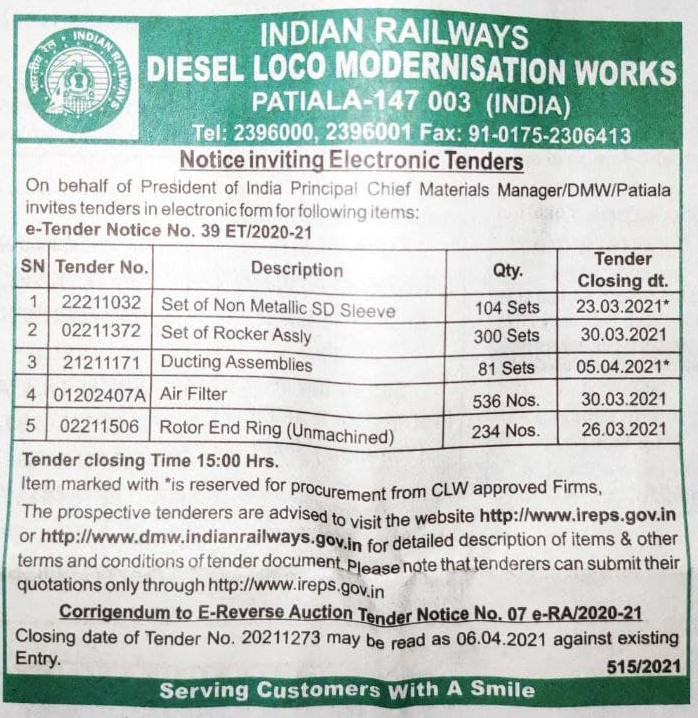 भारतीय रेल • INDIAN RAILWAYS
INDIAN RAILWAYS
DIESEL LOCO MODERNISATION WORKS
PATIALA-147 003 (INDIA)
Tel: 2396000, 2396001 Fax: 91-0175-2306413
Notice inviting Electronic Tenders
On behalf of President of India Principal Chief Materials Manager/DMW/Patiala
invites tenders in electronic form for following items:
e-Tender Notice No. 39 ET/2020-21
SN Tender No. Description Qty. Tender Closing dt.
1 22211032 Set of Non Metallic SD Sleeve 104 Sets 23.03.2021*
2 02211372 Set of Rocker Assly 300 Sets 30.03.2021
3 21211171 Ducting Assemblies 81 Sets 05.04.2021*
4 01202407A Air Filter 536 Nos. 30.03.2021
5 02211506 Rotor End Ring (Unmachined) 234 Nos. 26.03.2021
Tender closing Time 15:00 Hrs.
Item marked with *is reserved for procurement from CLW approved Firms,
The prospective tenderers are advised to visit the website http://www.ireps.gov.in
or http://www.dmw.indianrailways.gov.in for detailed description of items & other
terms and conditions of tender document. Please note that tenderers can submit their
quotations only through http://www.ireps.gov.in
Corrigendum to E-Reverse Auction Tender Notice No. 07 e-RA/2020-21
Closing date of Tender No. 20211273 may be read as 06.04.2021 against existing
Entry.
515/2021
Serving Customers With A Smile